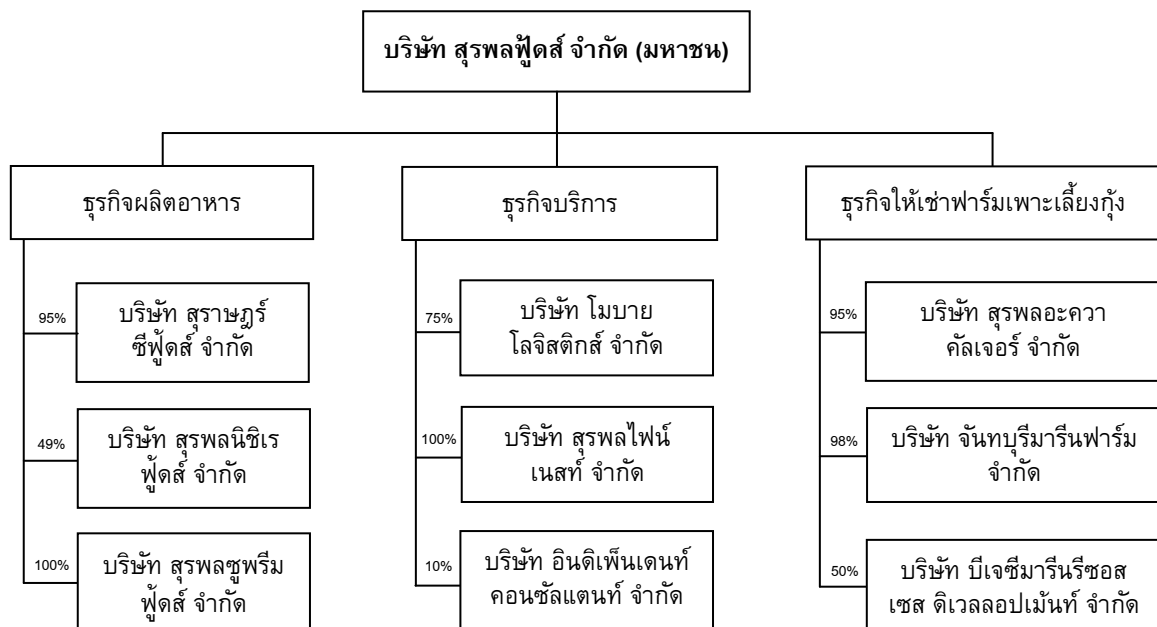 บริษัท สุรพลฟู้ดส์ จำกัด (มหาชน)
ธุรกิจผลิตอาหาร
95%
บริษัท สุราษฎร์
ซีฟู้ดส์ จำกัด
49%
บริษัท สุรพลนิชิเร
ฟู้ดส์ จำกัด
100%
บริษัท สุรพลซูพรีม
ฟู้ดส์ จำกัด
ธุรกิจบริการ
75%
บริษัท โมบาย
โลจิสติกส์ จำกัด
100%
บริษัท สุรพลไฟน์
เนสท์ จำกัด
10%
บริษัท อินดิเพ็นเดนท์
คอนซัลแตนท์ จำกัด
ธุรกิจให้เช่าฟาร์มเพาะเลี้ยงกุ้ง
95%
บริษัท สุรพลอะควา
คัลเจอร์ จำกัด
98%
บริษัท จันทบุรีมารีนฟาร์ม
จำกัด
50%
บริษัท บีเจซีมารีนรีซอส
เซส ดิเวลลอปเม้นท์ จำกัด